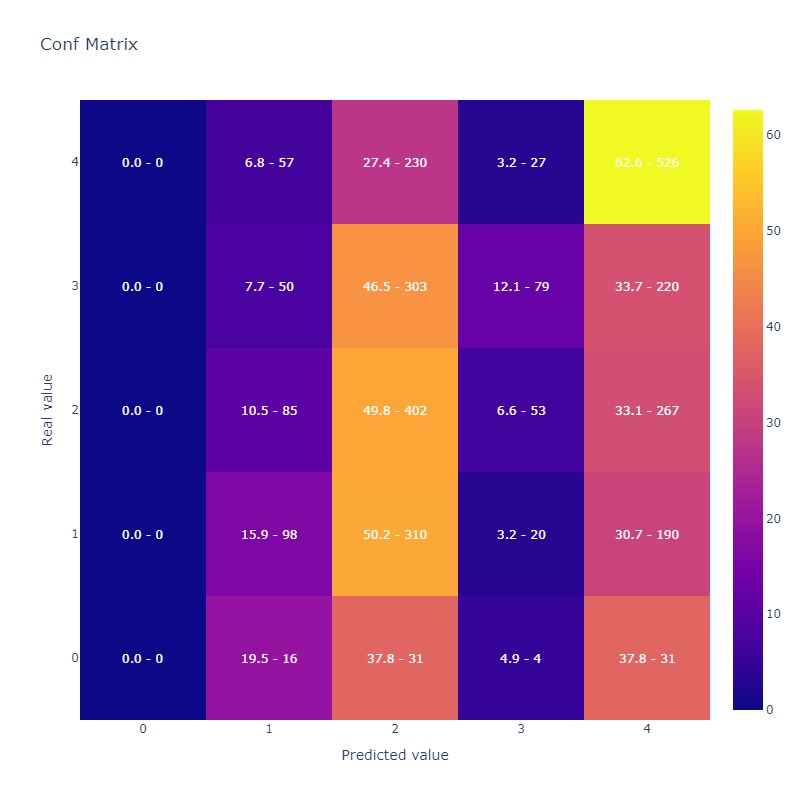 Conf Matrix
4 0.0 - 0 6.8 - 57 27.4 - 230 3.2 - 27 62.6 - 526
3 0.0 - 0 7.7 - 50 46.5 - 303 12.1 - 79 33.7 - 220
2 0.0 - 0 10.5 - 85 49.8 - 402 6.6 - 53 33.1 - 267
1 0.0 - 0 15.9 - 98 50.2 - 310 3.2 - 20 30.7 - 190
0 0.0 - 0 19.5 - 16 37.8 - 31 4.9 - 4 37.8 - 31
0 1 2 3 4
Predicted value
Real value
60
50
40
30
20
10
0